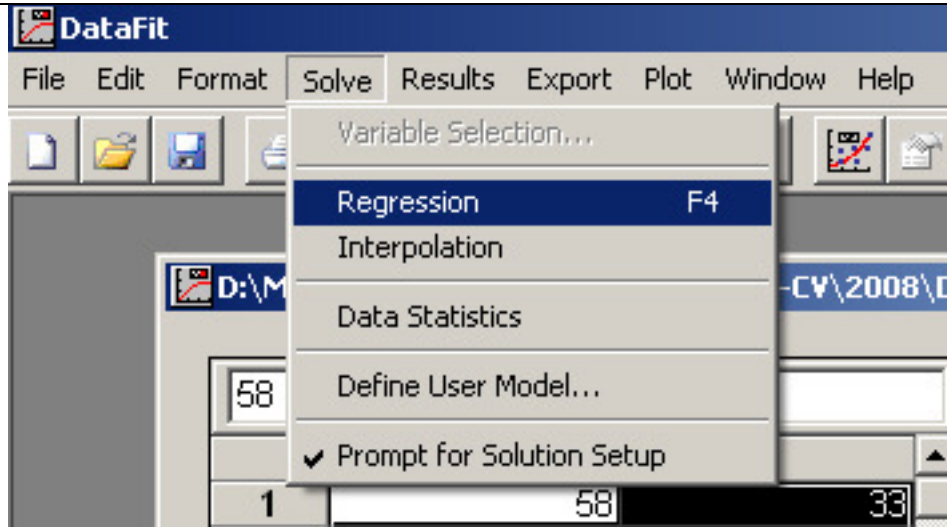 DataFit
File Edit Format Solve Results Export Plot Window Help
Variable Selection...
Regression F4
Interpolation
D:\M -CV\2008\D
Data Statistics
58
Define User Model...
✓ Prompt for Solution Setup
1 58 33